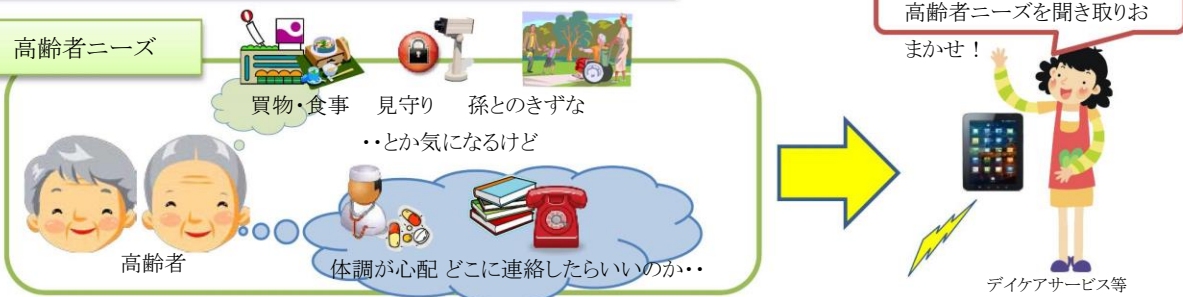 高齢者ニーズを聞き取りお
まかせ！
高齢者ニーズ
買物・食事　見守り　孫とのきずな
・・とか気になるけど
高齢者
体調が心配 どこに連絡したらいいのか・・
デイケアサービス等